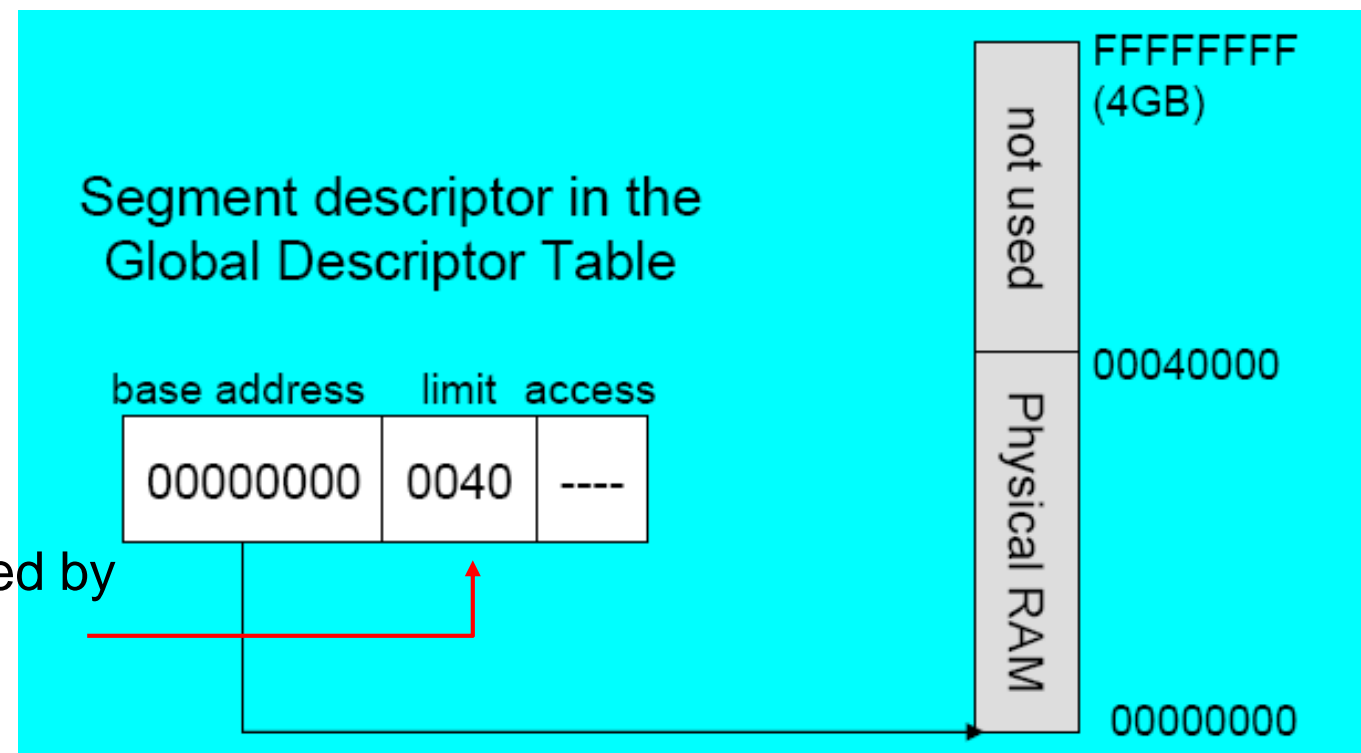 FFFFFFFF
(4GB)
not used
Segment descriptor in the
Global Descriptor Table
00040000
base address limit access
00000000 0040 ----
Physical RAM
ed by
00000000